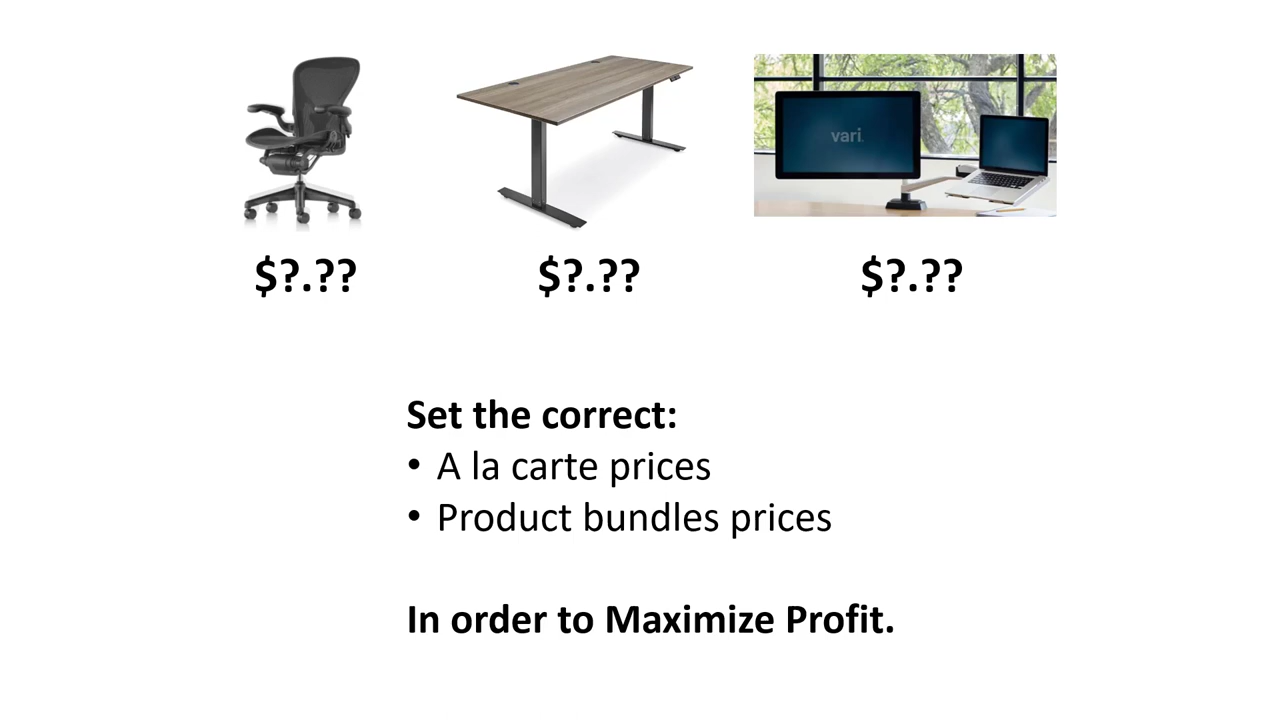 vari
$?.??
$?.??
$?.??
Set the correct:
• A la carte prices
• Product bundles prices
In order to Maximize Profit.